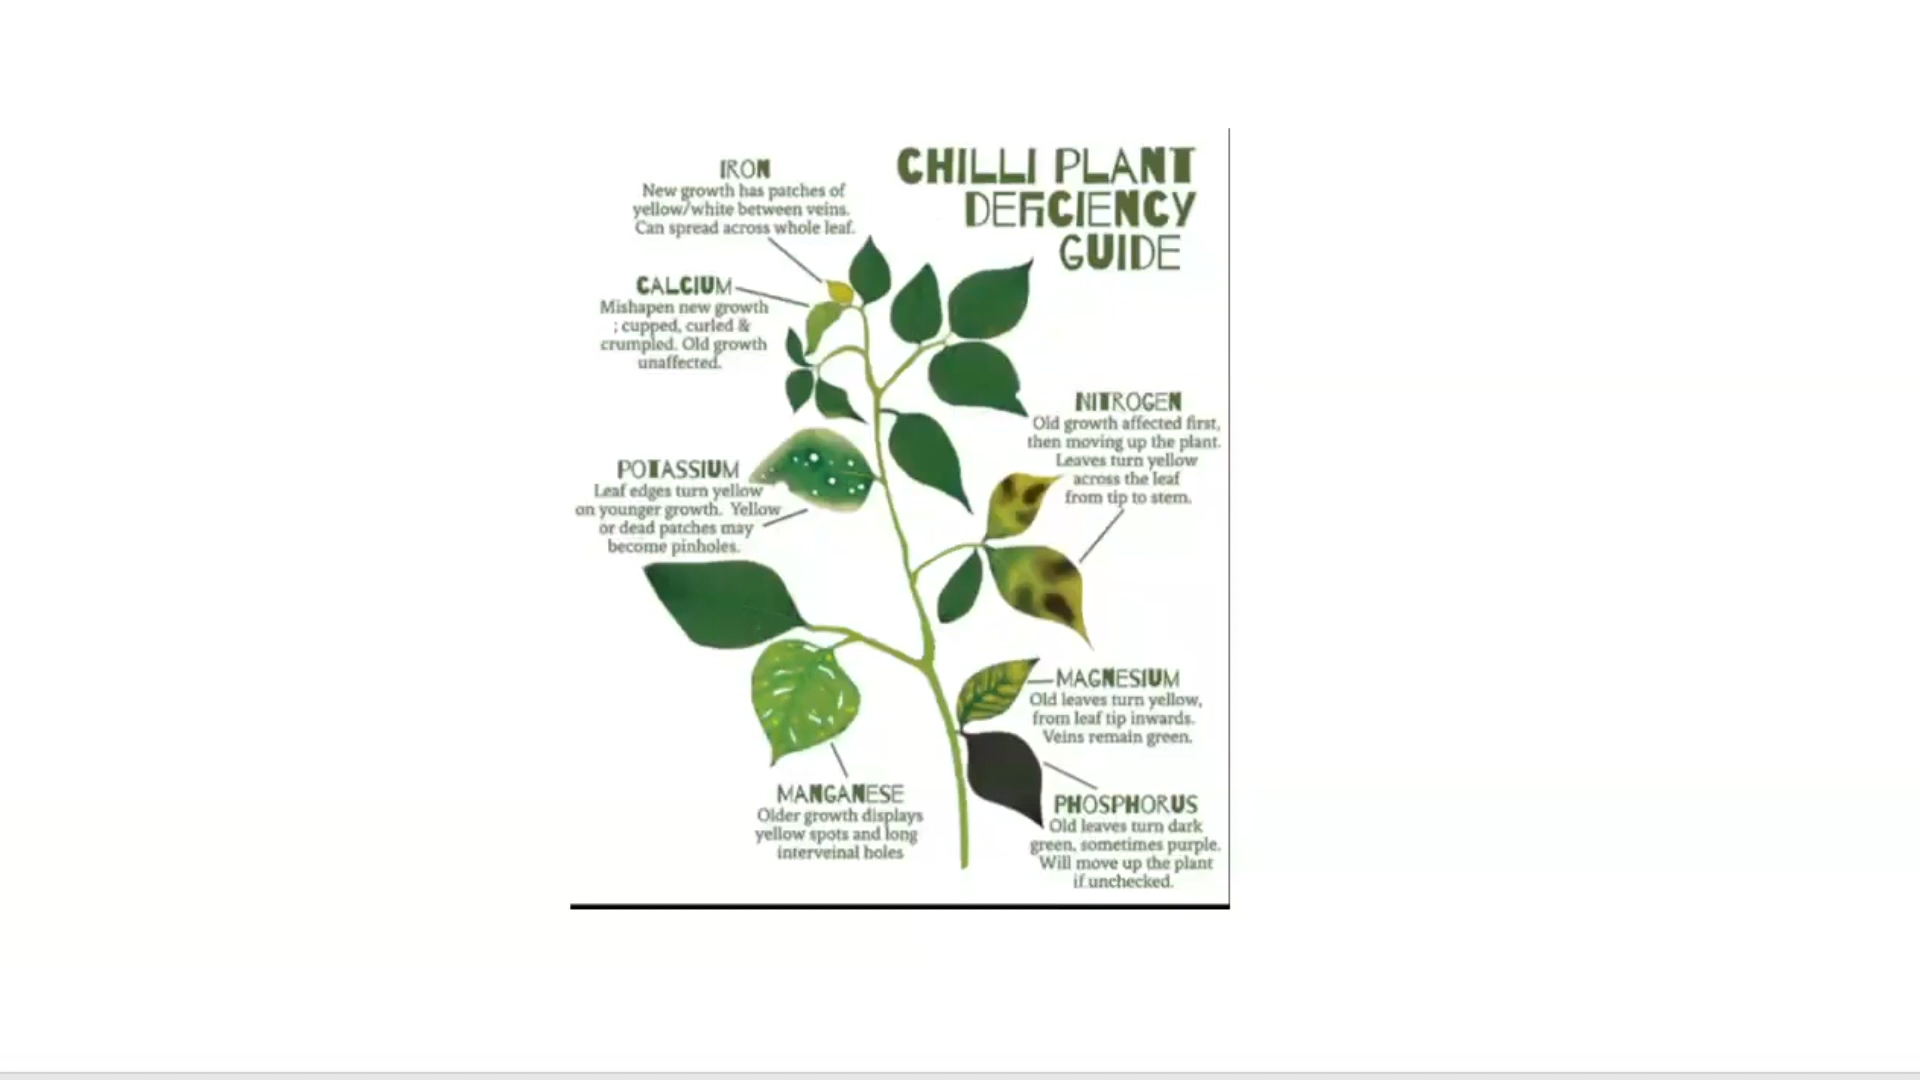 CHILLI PLANT
DEFICIENCY
GUIDE
IRON
New growth has patches of
yellow/white between veins.
Can spread across whole leaf.
CALCIUM
Mishapen new growth
; cupped, curled &
crumpled. Old growth
unaffected.
NITROGEN
Old growth affected first,
then moving up the plant.
Leaves turn yellow
across the leaf
from tip to stem.
POTASSIUM
Leaf edges turn yellow
on younger growth. Yellow
or dead patches may
become pinholes.
MAGNESIUM
Old leaves turn yellow,
from leaf tip inwards.
Veins remain green.
MANGANESE
Older growth displays
yellow spots and long
interveinal holes
PHOSPHORUS
Old leaves turn dark
green, sometimes purple.
Will move up the plant
if unchecked.